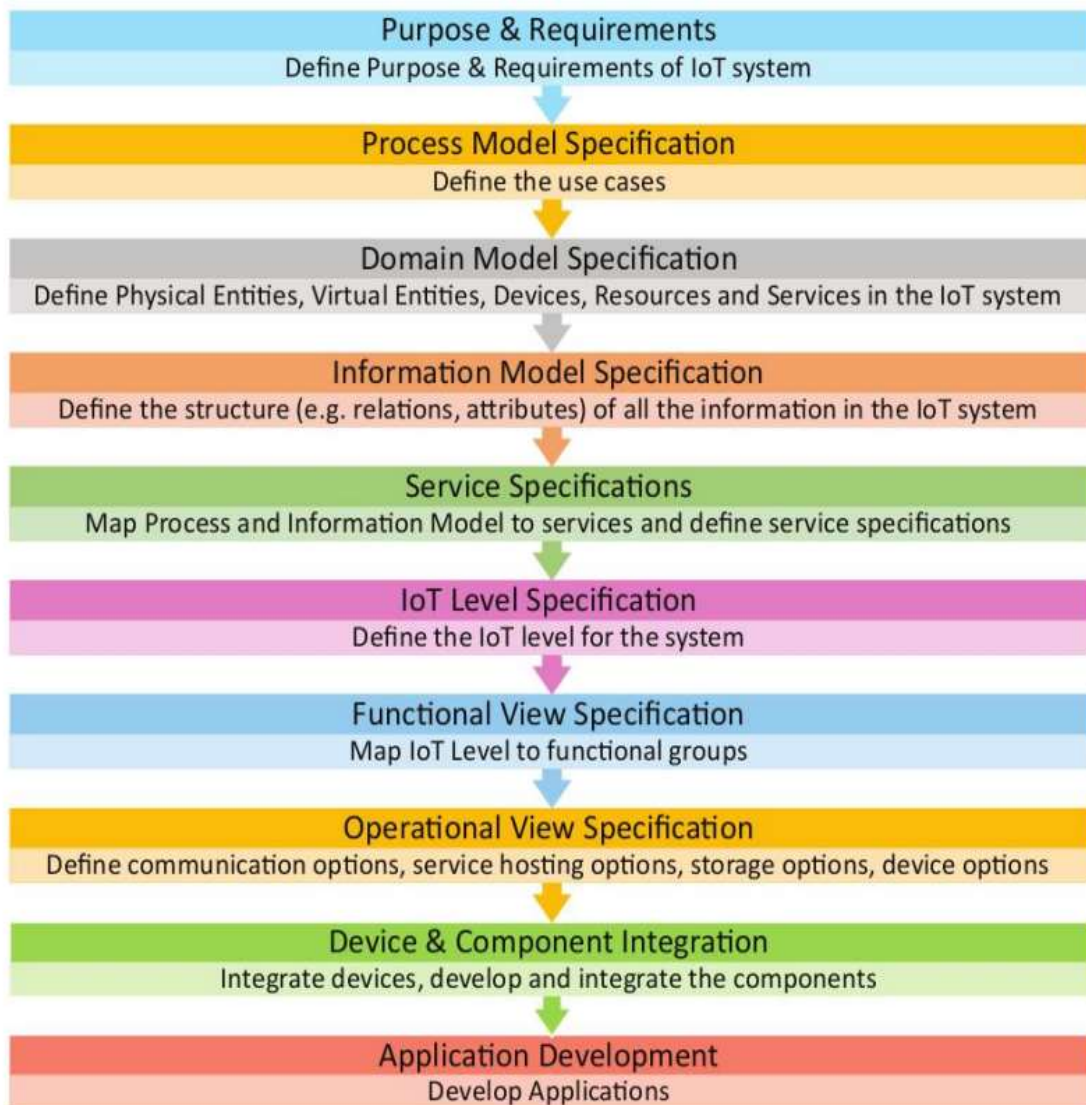 Purpose & Requirements
Define Purpose & Requirements of IoT system
Process Model Specification
Define the use cases
Domain Model Specification
Define Physical Entities, Virtual Entities, Devices, Resources and Services in the IoT system
Information Model Specification
Define the structure (e.g. relations, attributes) of all the information in the IoT system
Service Specifications
Map Process and Information Model to services and define service specifications
IoT Level Specification
Define the IoT level for the system
Functional View Specification
Map IoT Level to functional groups
Operational View Specification
Define communication options, service hosting options, storage options, device options
Device & Component Integration
Integrate devices, develop and integrate the components
Application Development
Develop Applications